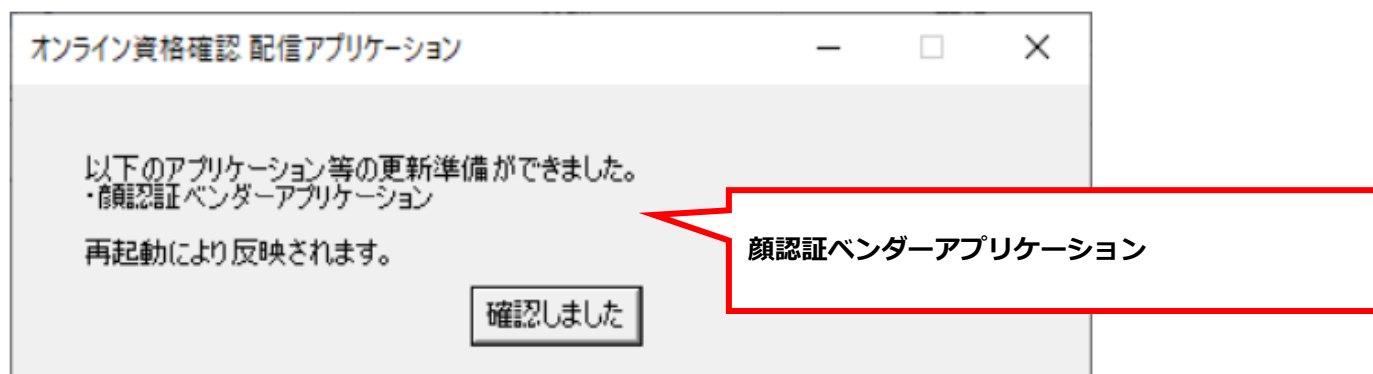 オンライン資格確認 配信アプリケーション
以下のアプリケーション等の更新準備ができました。
・顔認証ベンダーアプリケーション
再起動により反映されます。
確認しました
顔認証ベンダーアプリケーション